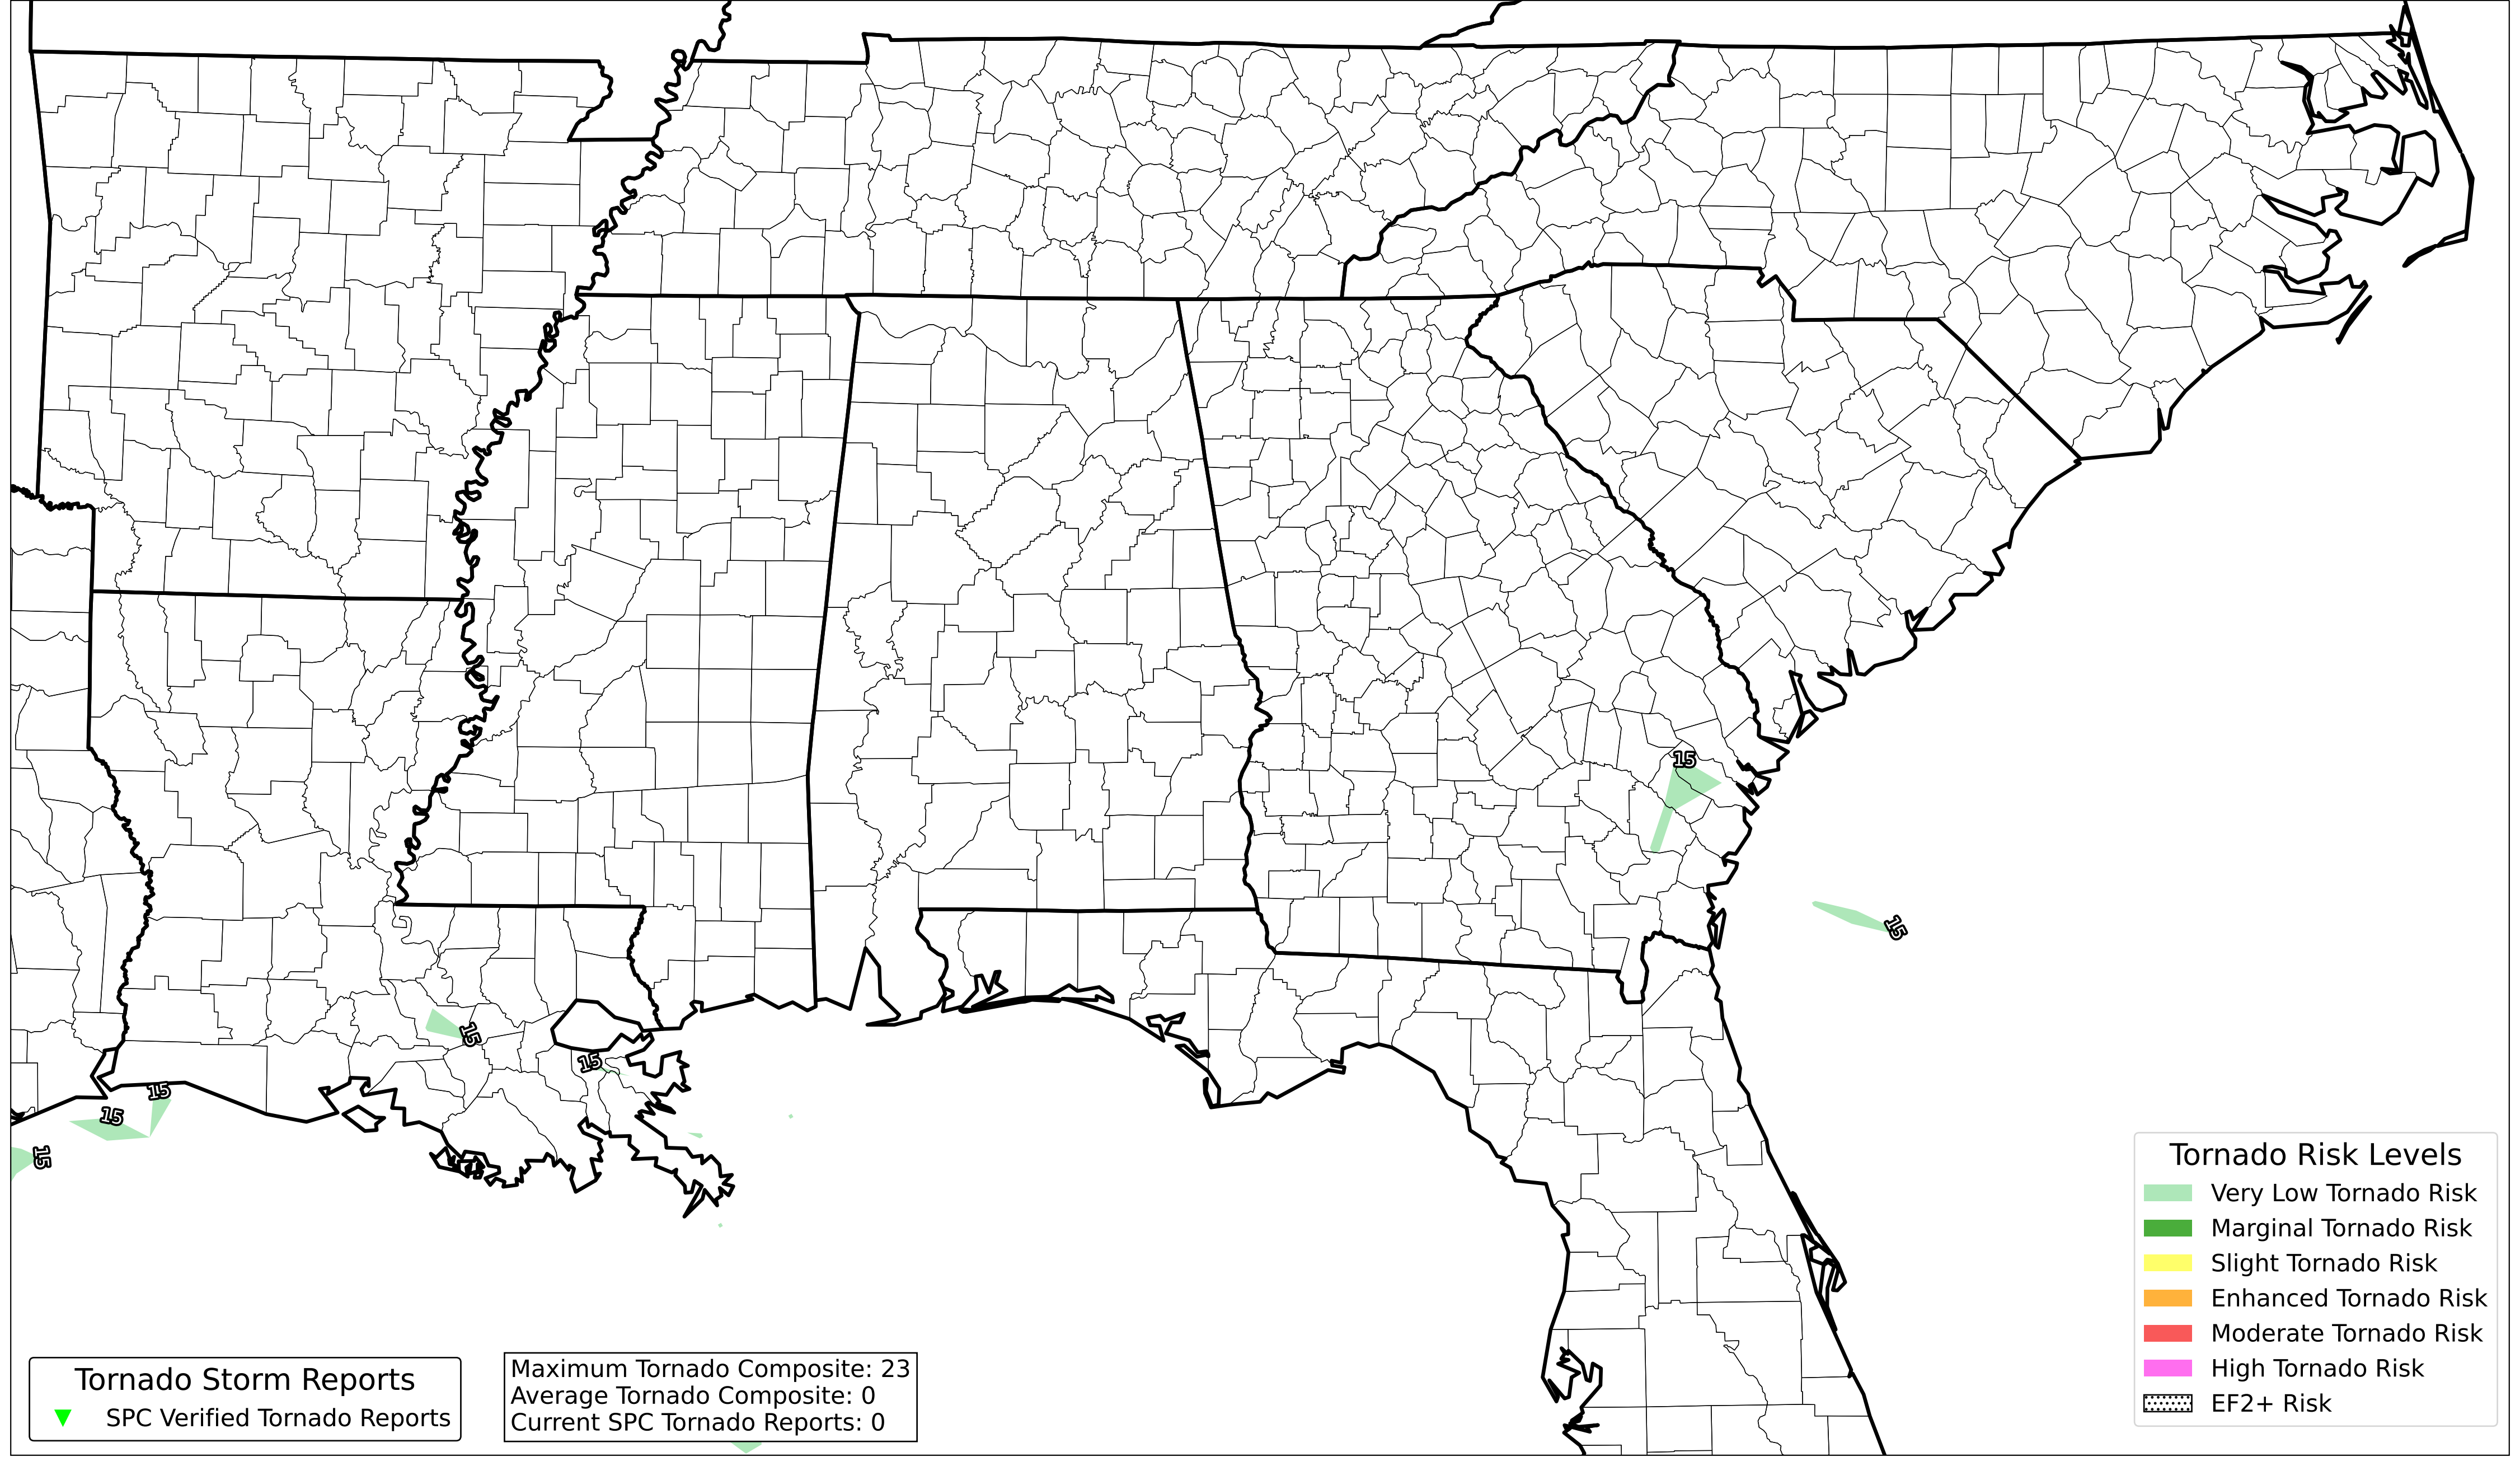 15
15
15
15
15
15
15
Tornado Risk Levels
Very Low Tornado Risk
Marginal Tornado Risk
Slight Tornado Risk
Enhanced Tornado Risk
Moderate Tornado Risk
High Tornado Risk
EF2+ Risk
Tornado Storm Reports
SPC Verified Tornado Reports
Maximum Tornado Composite: 23
Average Tornado Composite: 0
Current SPC Tornado Reports: 0